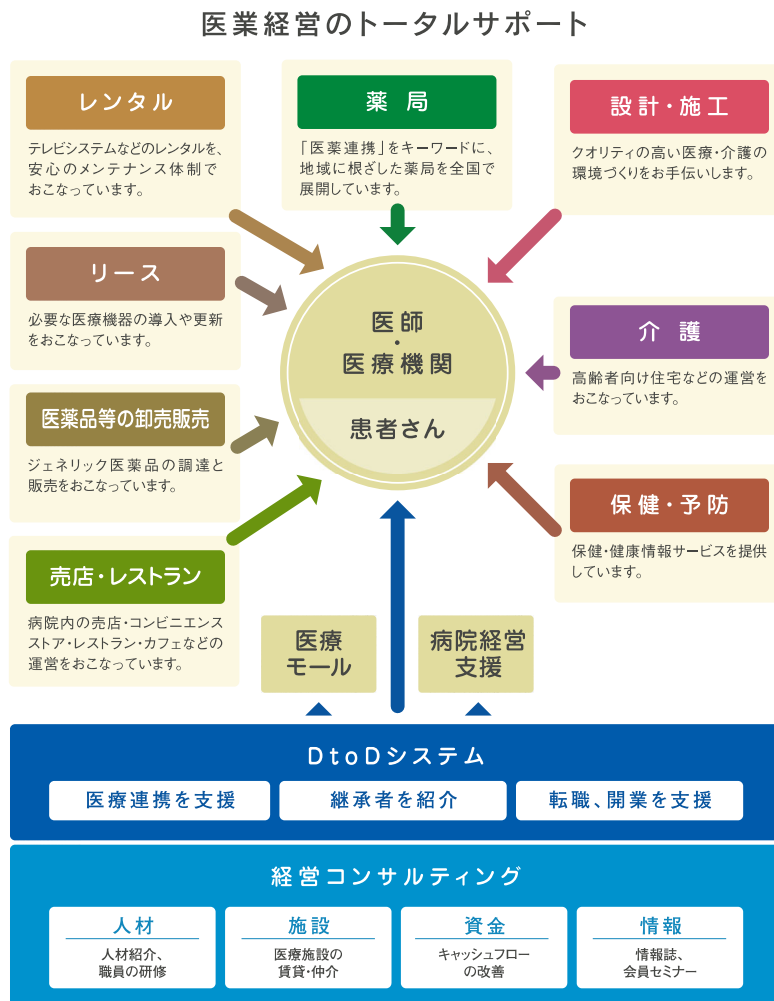 医業経営のトータルサポート
レンタル
テレビシステムなどのレンタルを、
安心のメンテナンス体制で
おこなっています。
薬 局
「医薬連携」をキーワードに、
地域に根ざした薬局を全国で
展開しています。
設計・施工
クオリティの高い医療・介護の
環境づくりをお手伝いします。
リース
必要な医療機器の導入や更新
をおこなっています。
医師
・
医療機関
患者さん
介 護
高齢者向け住宅などの運営を
おこなっています。
医薬品等の卸売販売
ジェネリック医薬品の調達と
販売をおこなっています。
保健・予防
保健・健康情報サービスを提供
しています。
売店・レストラン
病院内の売店・コンビニエンス
ストア・レストラン・カフェなどの
運営をおこなっています。
医療
モール
病院経営
支援
DtoDシステム
医療連携を支援
継承者を紹介
転職、開業を支援
経営コンサルティング
人材
人材紹介、
職員の研修
施設
医療施設の
賃貸・仲介
資金
キャッシュフロー
の改善
情報
情報誌、
会員セミナー